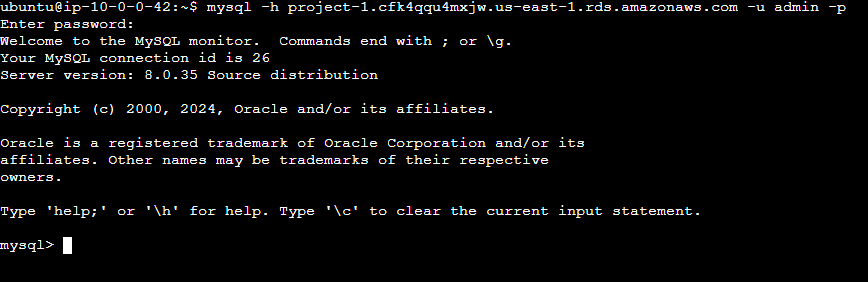 ubuntu@ip-10-0-0-42:~$ mysql -h project-1.cfk4qqu4mxjw.us-east-1.rds.amazonaws.com -u admin -p
Enter password:
Welcome to the MySQL monitor.  Commands end with ; or \g.
Your MySQL connection id is 26
Server version: 8.0.35 Source distribution
Copyright (c) 2000, 2024, Oracle and/or its affiliates.
Oracle is a registered trademark of Oracle Corporation and/or its
affiliates. Other names may be trademarks of their respective
owners.
Type 'help;' or '\h' for help. Type '\c' to clear the current input statement.
mysql>